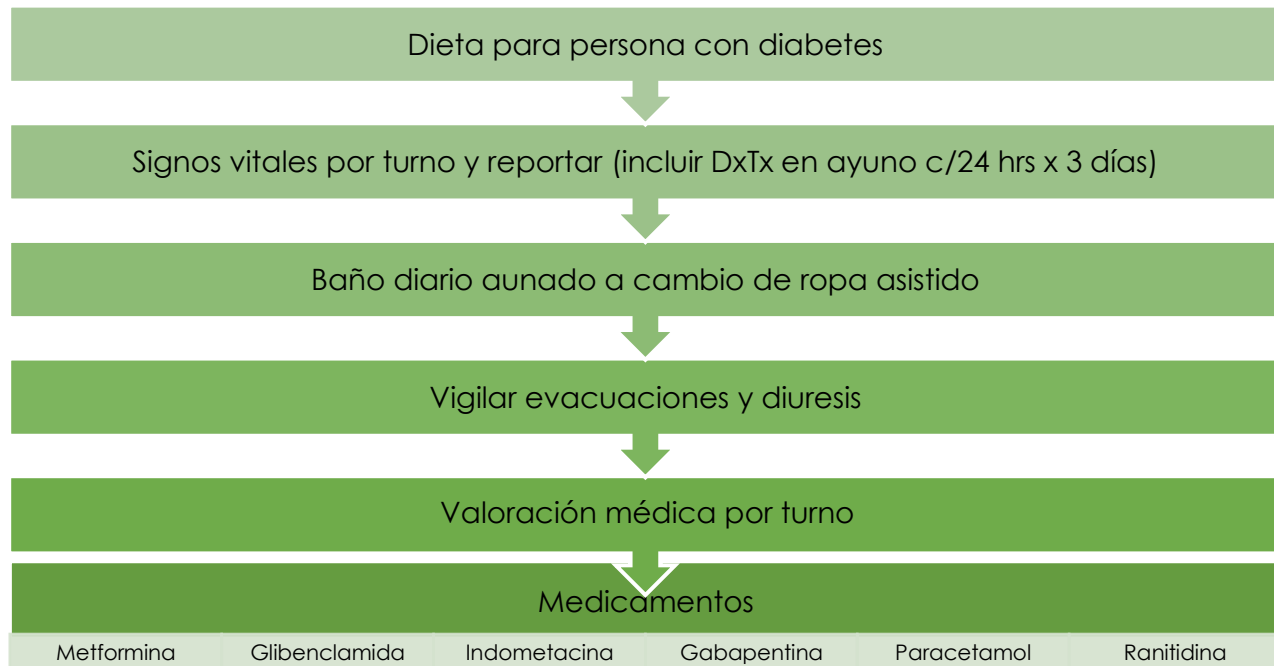 Dieta para persona con diabetes
Signos vitales por turno y reportar (incluir DxTx en ayuno c/24 hrs x 3 días)
Baño diario aunado a cambio de ropa asistido
Vigilar evacuaciones y diuresis
Valoración médica por turno
Medicamentos
Metformina Glibenclamida Indometacina Gabapentina Paracetamol Ranitidina